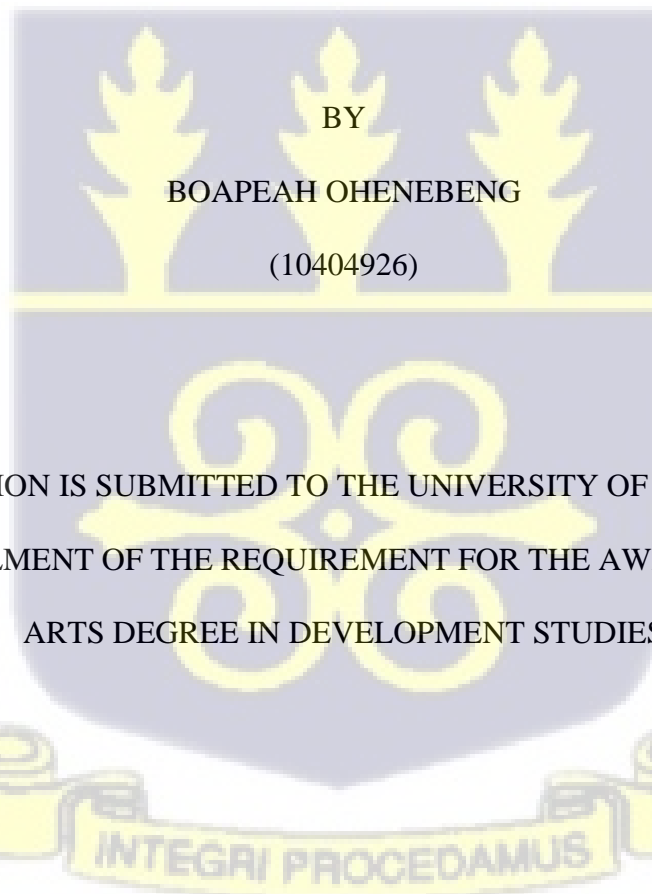 BY
BOAPEAH OHENEBENG
(10404926)
ION IS SUBMITTED TO THE UNIVERSITY OF
LMENT OF THE REQUIREMENT FOR THE AW
ARTS DEGREE IN DEVELOPMENT STUDIES
INTEGRI PROCEDAMUS